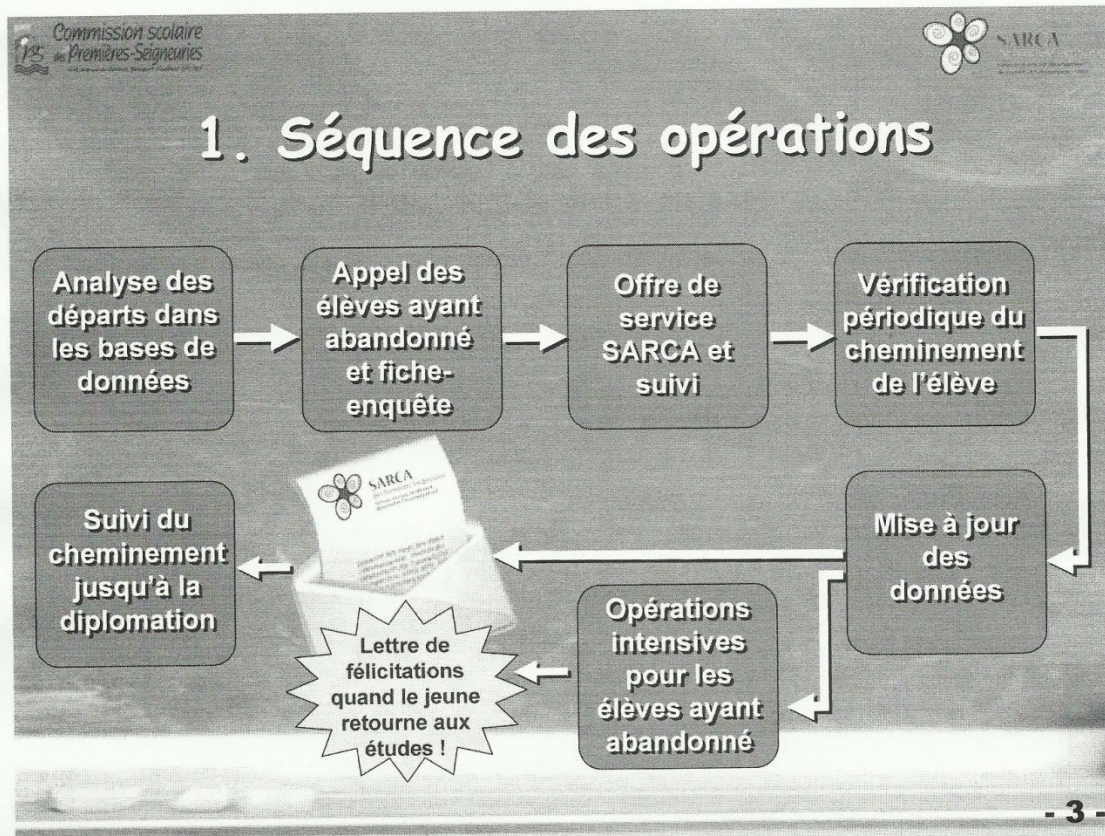 Commission scolaire
des Premières-Seigneuries
SARCA
1. Séquence des opérations
Analyse des
départs dans
les bases de
données
Appel des
élèves ayant
abandonné
et fiche-
enquête
Offre de
service
SARCA et
suivi
Vérification
périodique du
cheminement
de l'élève
Mise à jour
des
données
Opérations
intensives
pour les
élèves ayant
abandonné
SARCA
Lettre de
félicitations
quand le jeune
retourne aux
études !
Suivi du
cheminement
jusqu'à la
diplomation
- 3 -